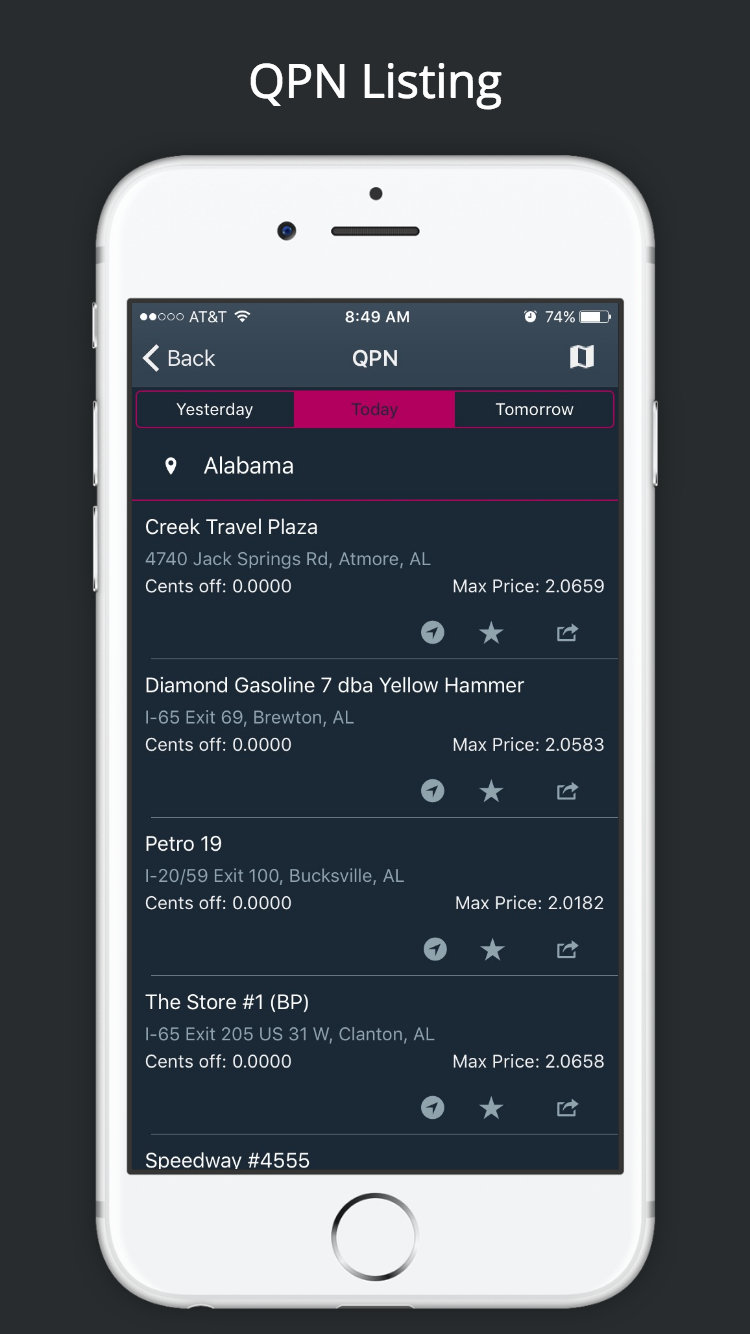 QPN Listing
AT&T 8:49 AM 74%
Back QPN
Yesterday Today Tomorrow
Alabama
Creek Travel Plaza
4740 Jack Springs Rd, Atmore, AL
Cents off: 0.0000 Max Price: 2.0659
Diamond Gasoline 7 dba Yellow Hammer
I-65 Exit 69, Brewton, AL
Cents off: 0.0000 Max Price: 2.0583
Petro 19
I-20/59 Exit 100, Bucksville, AL
Cents off: 0.0000 Max Price: 2.0182
The Store #1 (BP)
I-65 Exit 205 US 31 W, Clanton, AL
Cents off: 0.0000 Max Price: 2.0658
Speedway #4555